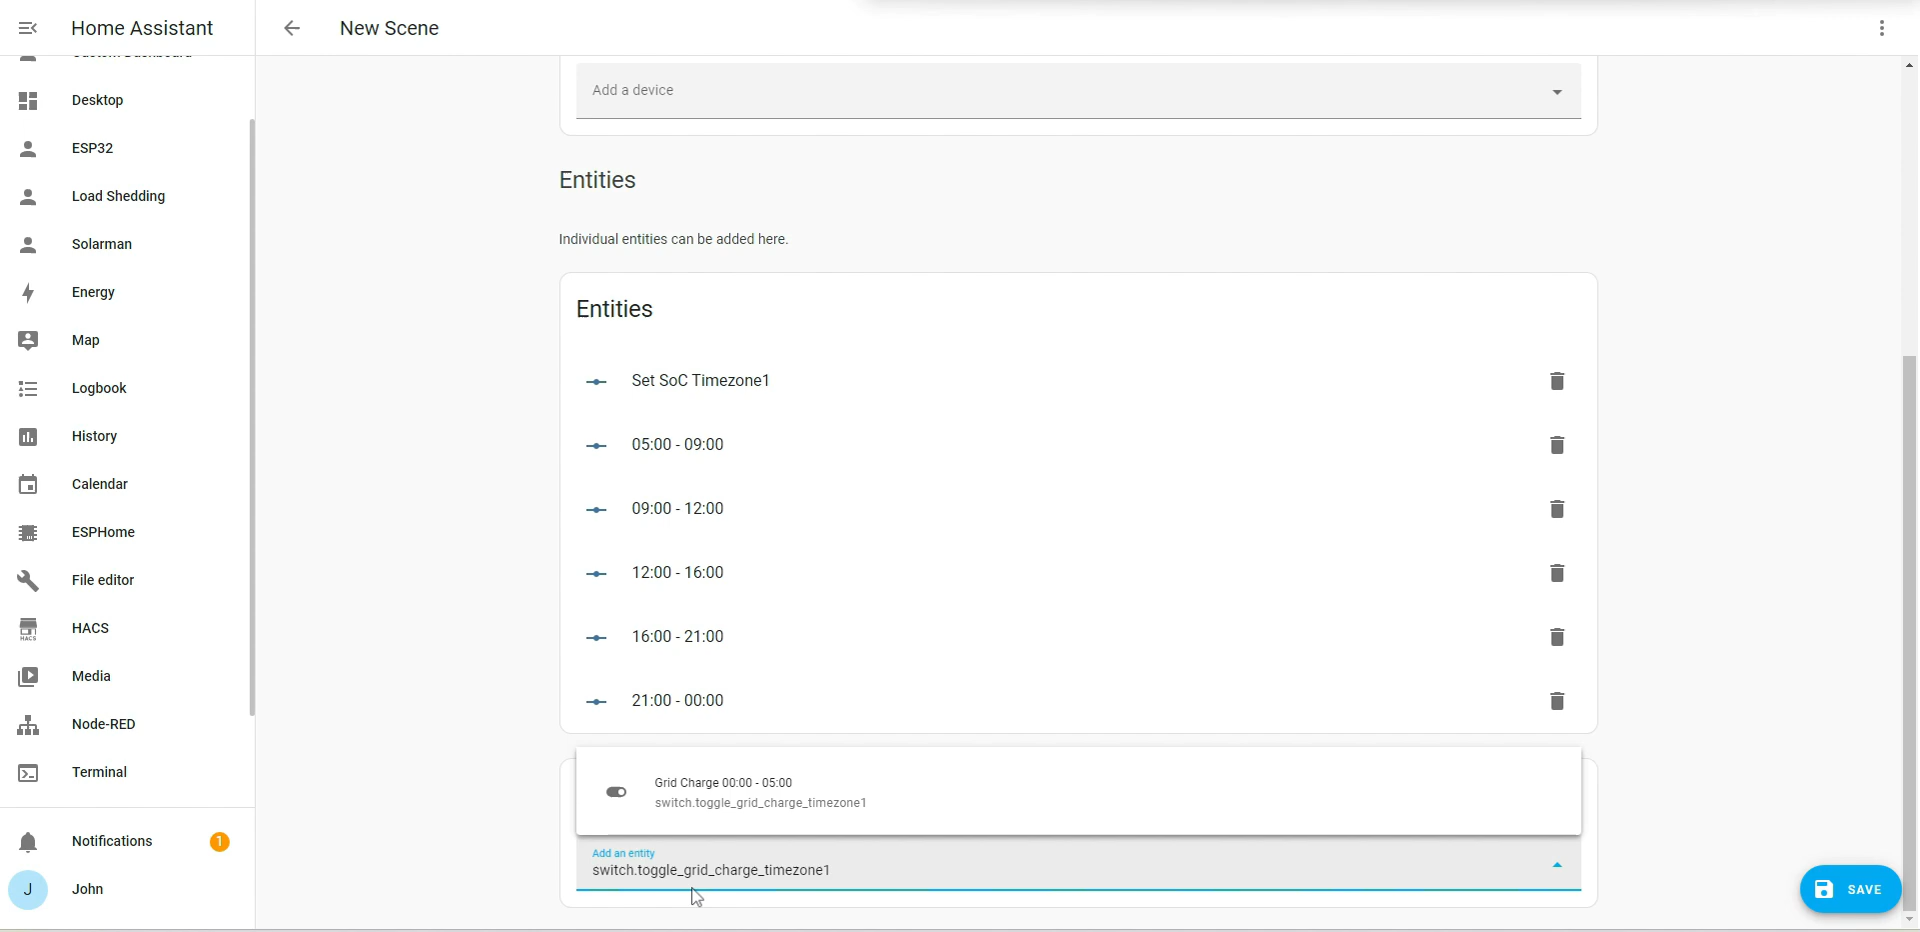 Home Assistant
New Scene
Desktop
ESP32
Load Shedding
Solarman
Energy
Map
Logbook
History
Calendar
ESPHome
File editor
HACS
HACS
Media
Node-RED
Terminal
Notifications
1
J
John
Add a device
Entities
Individual entities can be added here.
Entities
Set SoC Timezone1
05:00 - 09:00
09:00 - 12:00
12:00 - 16:00
16:00 - 21:00
21:00 - 00:00
Grid Charge 00:00 - 05:00
switch.toggle_grid_charge_timezone1
Add an entity
switch.toggle_grid_charge_timezone1
SAVE